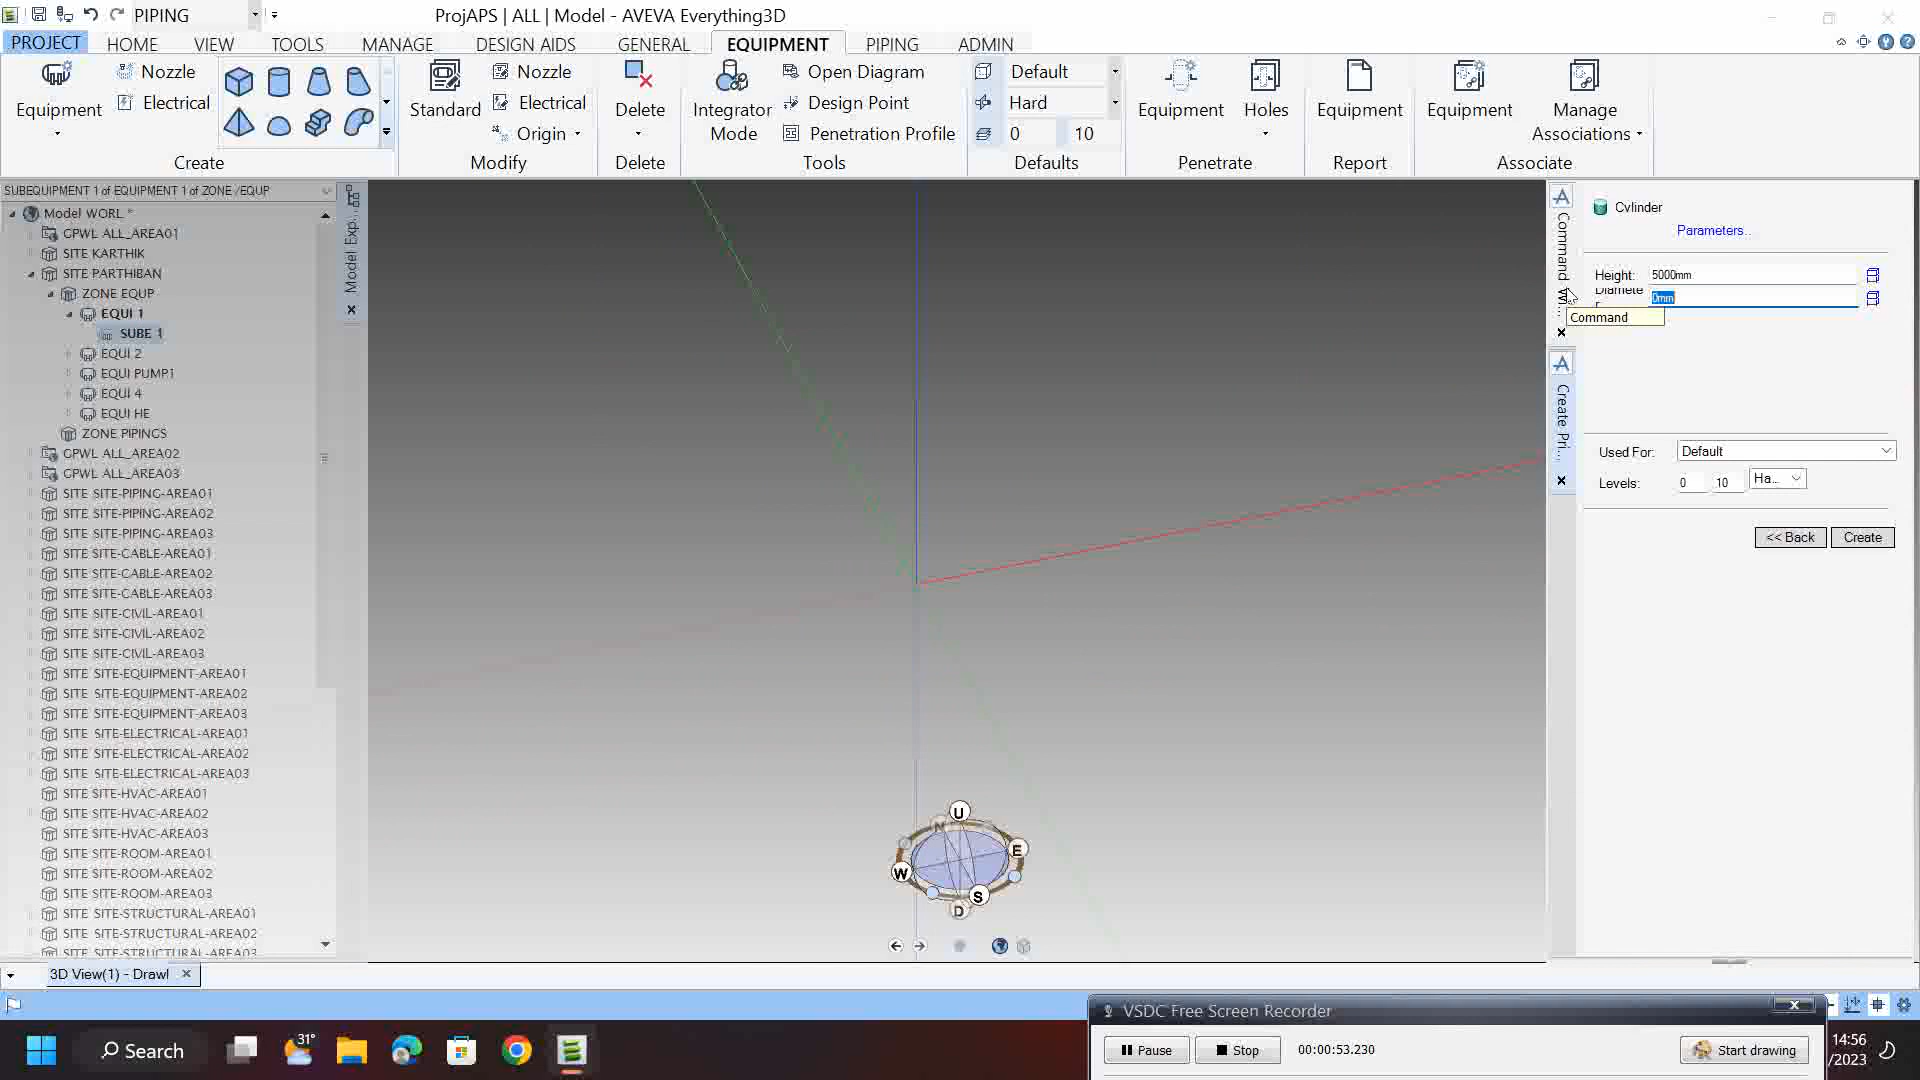 PIPING
ProjAPS | ALL | Model - AVEVA Everything3D
PROJECT HOME VIEW TOOLS MANAGE DESIGN AIDS GENERAL EQUIPMENT PIPING ADMIN
Equipment
Nozzle
Electrical
Create
Standard
Nozzle
Electrical
Origin
Modify
Delete
Delete
Integrator
Mode
Open Diagram
Design Point
Penetration Profile
Tools
Default
Hard
0 10
Defaults
Equipment
Holes
Penetrate
Equipment
Report
Equipment
Manage
Associations
Associate
SUBEQUIPMENT 1 of EQUIPMENT 1 of ZONE /EQUP
Model WORL *
GPWL ALL_AREA01
SITE KARTHIK
SITE PARTHIBAN
ZONE EQUP
EQUI 1
SUBE 1
EQUI 2
EQUI PUMP1
EQUI 4
EQUI HE
ZONE PIPINGS
GPWL ALL_AREA02
GPWL ALL_AREA03
SITE SITE-PIPING-AREA01
SITE SITE-PIPING-AREA02
SITE SITE-PIPING-AREA03
SITE SITE-CABLE-AREA01
SITE SITE-CABLE-AREA02
SITE SITE-CABLE-AREA03
SITE SITE-CIVIL-AREA01
SITE SITE-CIVIL-AREA02
SITE SITE-CIVIL-AREA03
SITE SITE-EQUIPMENT-AREA01
SITE SITE-EQUIPMENT-AREA02
SITE SITE-EQUIPMENT-AREA03
SITE SITE-ELECTRICAL-AREA01
SITE SITE-ELECTRICAL-AREA02
SITE SITE-ELECTRICAL-AREA03
SITE SITE-HVAC-AREA01
SITE SITE-HVAC-AREA02
SITE SITE-HVAC-AREA03
SITE SITE-ROOM-AREA01
SITE SITE-ROOM-AREA02
SITE SITE-ROOM-AREA03
SITE SITE-STRUCTURAL-AREA01
SITE SITE-STRUCTURAL-AREA02
SITE SITE-STRUCTURAL-AREA03
Model Exp...
U
N
E
W
S
D
Command Wi...
Create Pri...
Cylinder
Parameters..
Height: 5000mm
Diameter 0mm
Command
Used For: Default
Levels: 0 10 Ha...
<< Back Create
3D View(1) - Drawl
VSDC Free Screen Recorder
Pause Stop 00:00:53.230 Start drawing
Search
31°
14:56
/2023